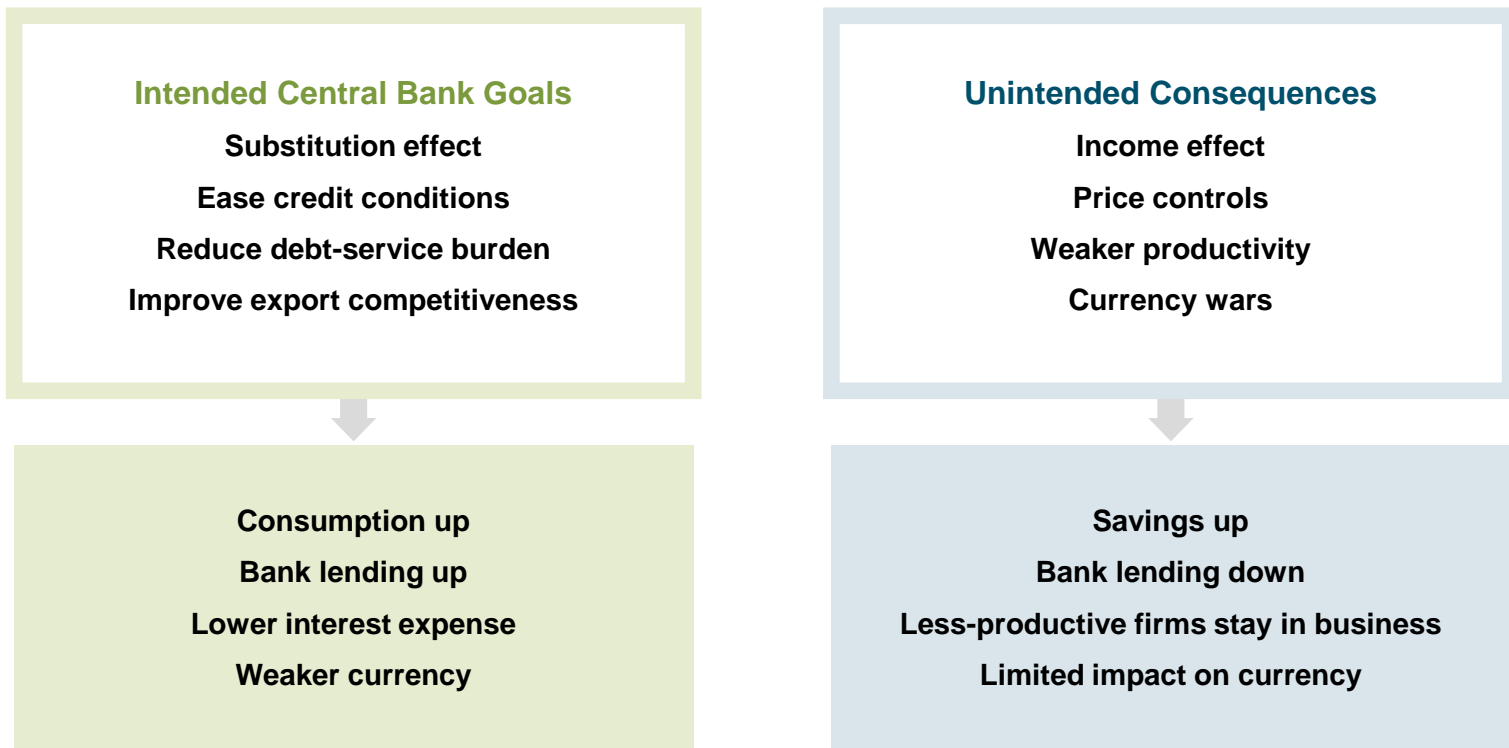 Intended Central Bank Goals
Substitution effect
Ease credit conditions
Reduce debt-service burden
Improve export competitiveness
Consumption up
Bank lending up
Lower interest expense
Weaker currency
Unintended Consequences
Income effect
Price controls
Weaker productivity
Currency wars
Savings up
Bank lending down
Less-productive firms stay in business
Limited impact on currency